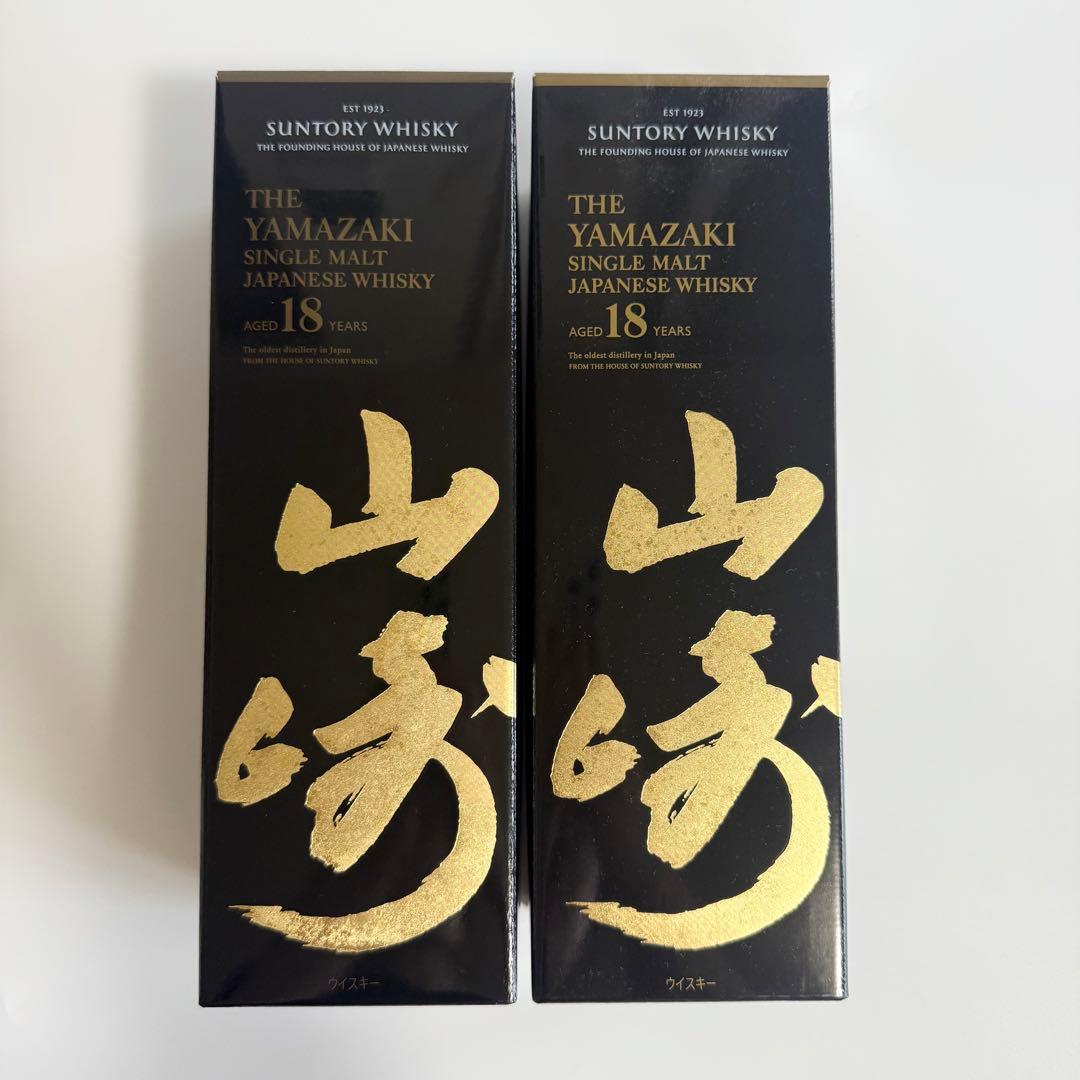 EST 1923
SUNTORY WHISKY
THE FOUNDING HOUSE OF JAPANESE WHISKY
THE
YAMAZAKI
SINGLE MALT
JAPANESE WHISKY
AGED 18 YEARS
The oldest distillery in Japan
FROM THE HOUSE OF SUNTORY WHISKY
山
崎
ウイスキー
EST 1923
SUNTORY WHISKY
THE FOUNDING HOUSE OF JAPANESE WHISKY
THE
YAMAZAKI
SINGLE MALT
JAPANESE WHISKY
AGED 18 YEARS
The oldest distillery in Japan
FROM THE HOUSE OF SUNTORY WHISKY
山
崎
ウイスキー